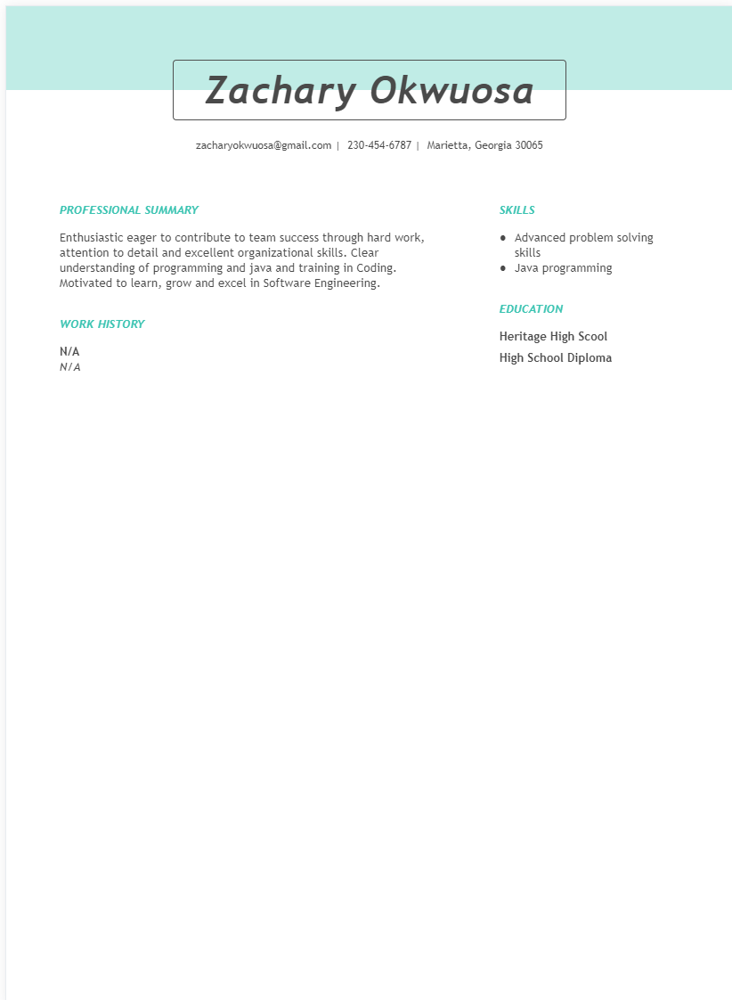 Zachary Okwuosa
zacharyokwuosa@gmail.com | 230-454-6787 | Marietta, Georgia 30065
PROFESSIONAL SUMMARY
Enthusiastic eager to contribute to team success through hard work,
attention to detail and excellent organizational skills. Clear
understanding of programming and java and training in Coding.
Motivated to learn, grow and excel in Software Engineering.
WORK HISTORY
N/A
N/A
SKILLS
● Advanced problem solving
skills
● Java programming
EDUCATION
Heritage High Scool
High School Diploma